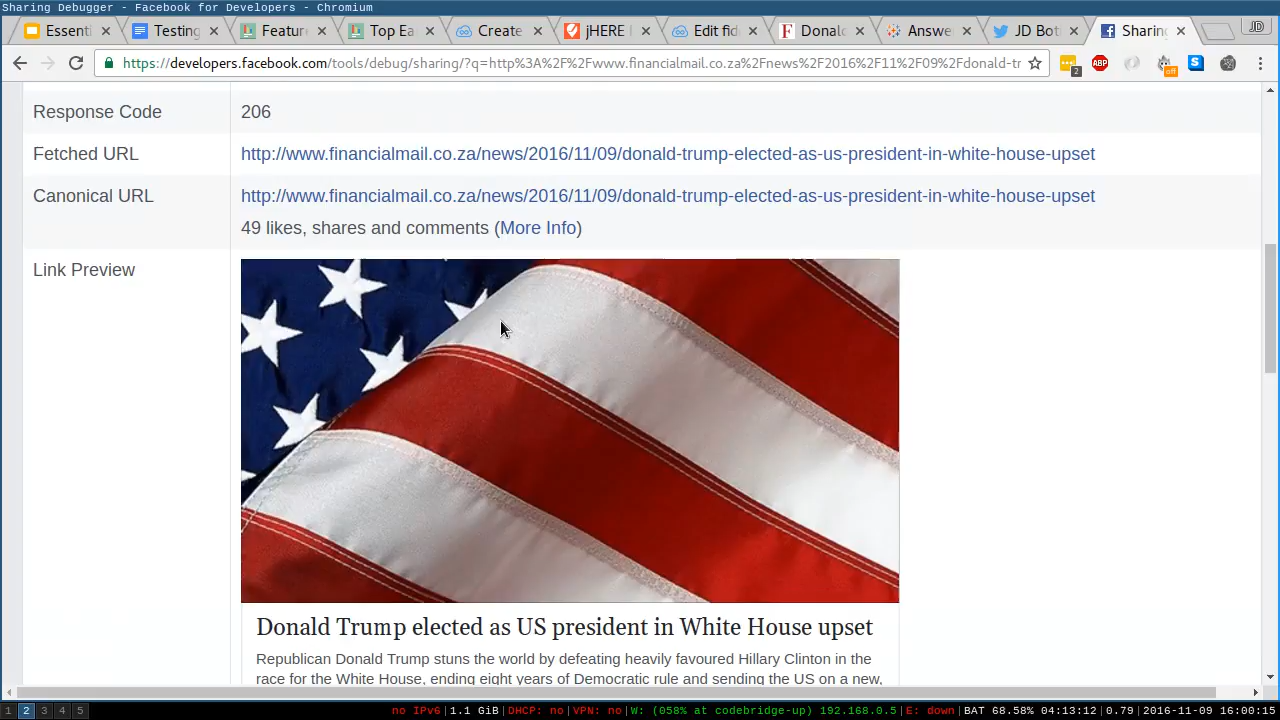 Sharing Debugger - Facebook for Developers - Chromium
Essenti
Testing
Featur
Top Ea
Create
jHERE
Edit fid
Donal
Answe
JD Bot
Sharin
JD
https://developers.facebook.com/tools/debug/sharing/?q=http%3A%2F%2Fwww.financialmail.co.za%2Fnews%2F2016%2F11%2F09%2Fdonald-tr
2
ABP
off
S
Response Code 206
Fetched URL http://www.financialmail.co.za/news/2016/11/09/donald-trump-elected-as-us-president-in-white-house-upset
Canonical URL http://www.financialmail.co.za/news/2016/11/09/donald-trump-elected-as-us-president-in-white-house-upset
49 likes, shares and comments (More Info)
Link Preview
Donald Trump elected as US president in White House upset
Republican Donald Trump stuns the world by defeating heavily favoured Hillary Clinton in the
race for the White House, ending eight years of Democratic rule and sending the US on a new,
1 2 3 4 5 no IPv6|1.1 GiB|DHCP: no|VPN: no|W: (058% at codebridge-up) 192.168.0.5|E: down|BAT 68.58% 04:13:12|0.79|2016-11-09 16:00:15